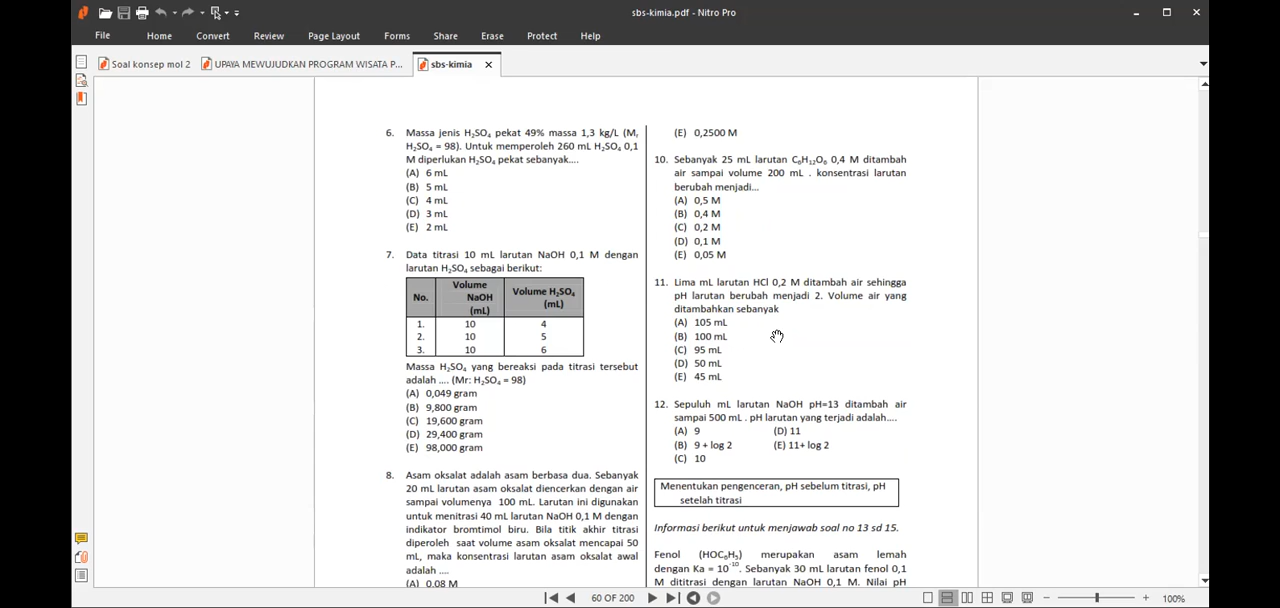 sbs-kimia.pdf - Nitro Pro
File Home Convert Review Page Layout Forms Share Erase Protect Help
Soal konsep mol 2 UPAYA MEWUJUDKAN PROGRAM WISATA P... sbs-kimia
6. Massa jenis H₂SO₄ pekat 49% massa 1,3 kg/L (Mᵣ
H₂SO₄ = 98). Untuk memperoleh 260 mL H₂SO₄ 0,1
M diperlukan H₂SO₄ pekat sebanyak....
(A) 6 mL
(B) 5 mL
(C) 4 mL
(D) 3 mL
(E) 2 mL
7. Data titrasi 10 mL larutan NaOH 0,1 M dengan
larutan H₂SO₄ sebagai berikut:
No. Volume NaOH (mL) Volume H₂SO₄ (mL)
1. 10 4
2. 10 5
3. 10 6
Massa H₂SO₄ yang bereaksi pada titrasi tersebut
adalah .... (Mr: H₂SO₄ = 98)
(A) 0,049 gram
(B) 9,800 gram
(C) 19,600 gram
(D) 29,400 gram
(E) 98,000 gram
8. Asam oksalat adalah asam berbasa dua. Sebanyak
20 mL larutan asam oksalat diencerkan dengan air
sampai volumenya 100 mL. Larutan ini digunakan
untuk menitrasi 40 mL larutan NaOH 0,1 M dengan
indikator bromtimol biru. Bila titik akhir titrasi
diperoleh saat volume asam oksalat mencapai 50
mL, maka konsentrasi larutan asam oksalat awal
adalah ....
(A) 0,08 M
(E) 0,2500 M
10. Sebanyak 25 mL larutan C₆H₁₂O₆ 0,4 M ditambah
air sampai volume 200 mL . konsentrasi larutan
berubah menjadi...
(A) 0,5 M
(B) 0,4 M
(C) 0,2 M
(D) 0,1 M
(E) 0,05 M
11. Lima mL larutan HCl 0,2 M ditambah air sehingga
pH larutan berubah menjadi 2. Volume air yang
ditambahkan sebanyak
(A) 105 mL
(B) 100 mL
(C) 95 mL
(D) 50 mL
(E) 45 mL
12. Sepuluh mL larutan NaOH pH=13 ditambah air
sampai 500 mL . pH larutan yang terjadi adalah....
(A) 9 (D) 11
(B) 9 + log 2 (E) 11+ log 2
(C) 10
Menentukan pengenceran, pH sebelum titrasi, pH
setelah titrasi
Informasi berikut untuk menjawab soal no 13 sd 15.
Fenol (HOC₆H₅) merupakan asam lemah
dengan Ka = 10⁻¹⁰. Sebanyak 30 mL larutan fenol 0,1
M dititrasi dengan larutan NaOH 0,1 M. Nilai pH
60 OF 200
100%